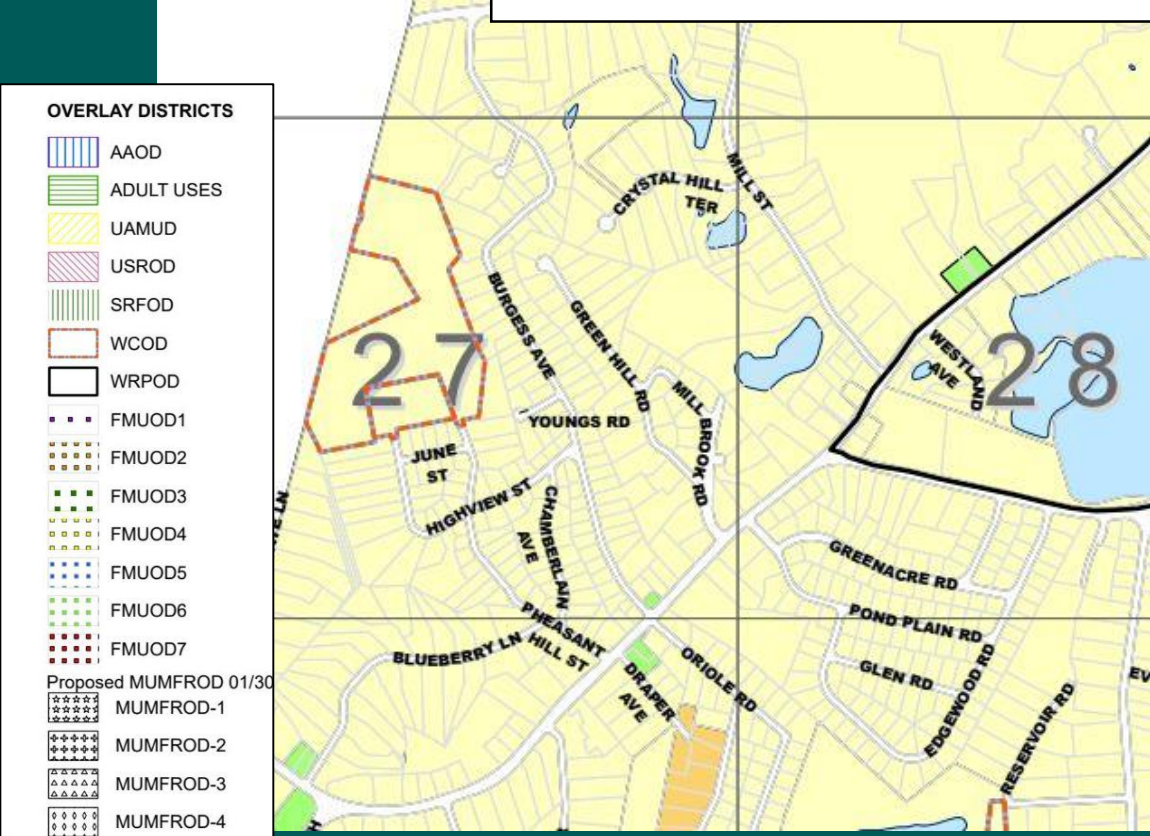 OVERLAY DISTRICTS
AAOD
ADULT USES
UAMUD
USROD
SRFOD
WCOD
WRPOD
FMUOD1
FMUOD2
FMUOD3
FMUOD4
FMUOD5
FMUOD6
FMUOD7
Proposed MUMFROD 01/30
MUMFROD-1
MUMFROD-2
MUMFROD-3
MUMFROD-4
CRYSTAL HILL
TER
MILL ST
BURGESS AVE
GREEN HILL RD
27
WESTLAND
AVE
28
MILL BROOK RD
YOUNGS RD
JUNE
ST
HIGHVIEW ST
CHAMBERLAIN
AVE
LN
GREENACRE RD
POND PLAIN RD
GLEN RD
EDGEWOOD RD
RESERVOIR RD
EV
PHEASANT
HILL ST
BLUEBERRY LN
DRAPER
AVE
ORIOLE RD
H